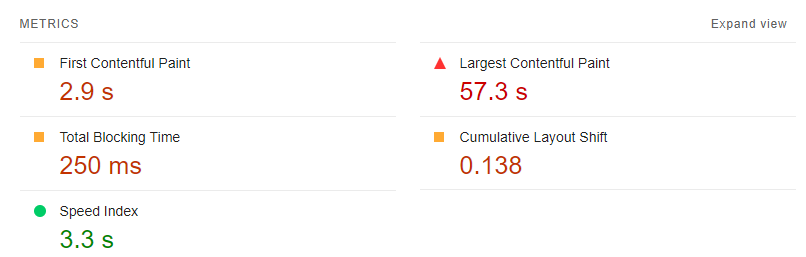 METRICS
Expand view
First Contentful Paint
2.9 s
Largest Contentful Paint
57.3 s
Total Blocking Time
250 ms
Cumulative Layout Shift
0.138
Speed Index
3.3 s